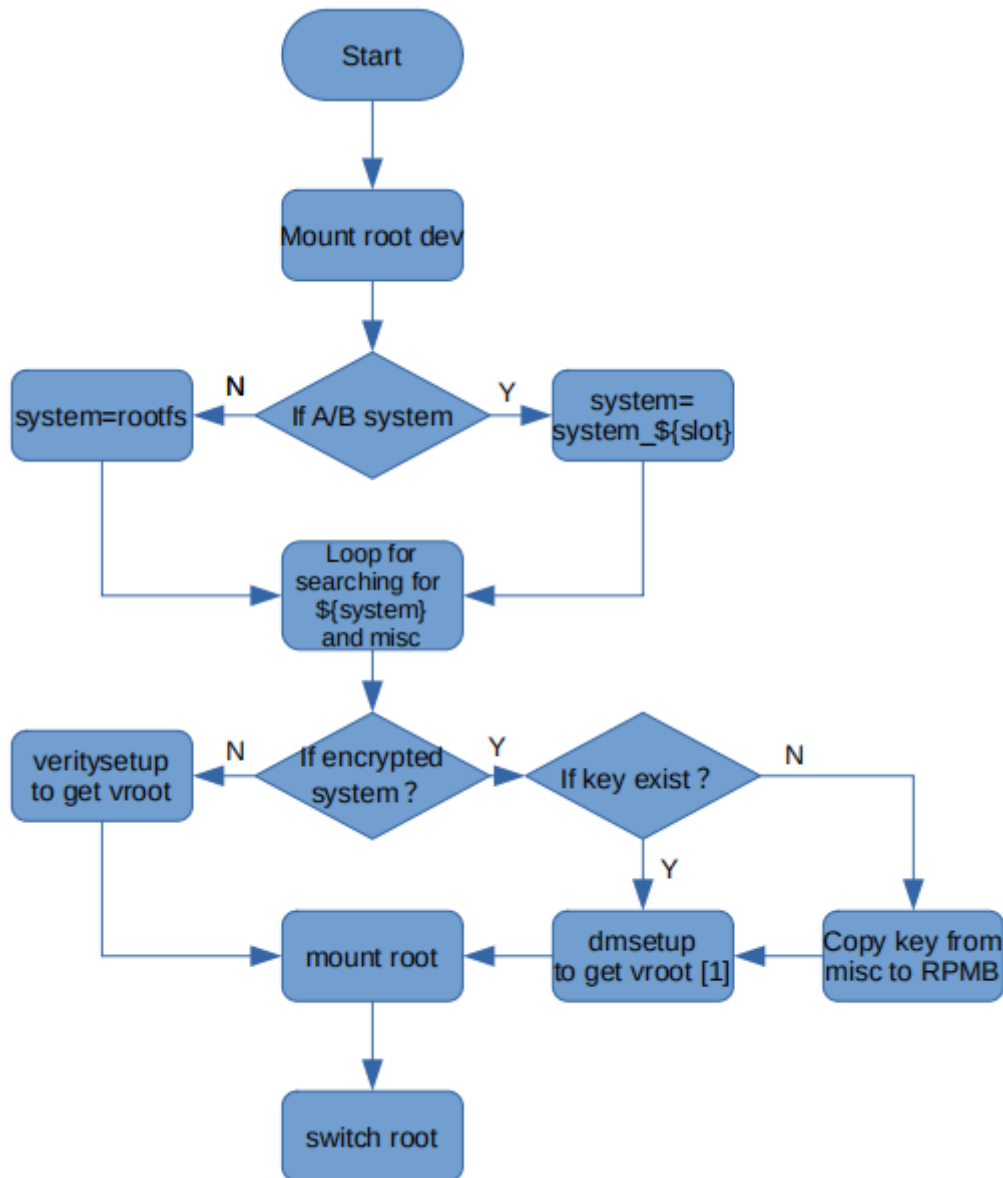 Start
Mount root dev
N
Y
system=rootfs
If A/B system
system=
system_${slot}
Loop for
searching for
${system}
and misc
N
Y
N
veritysetup
to get vroot
If encrypted
system？
If key exist？
Y
mount root
dmsetup
to get vroot [1]
Copy key from
misc to RPMB
switch root